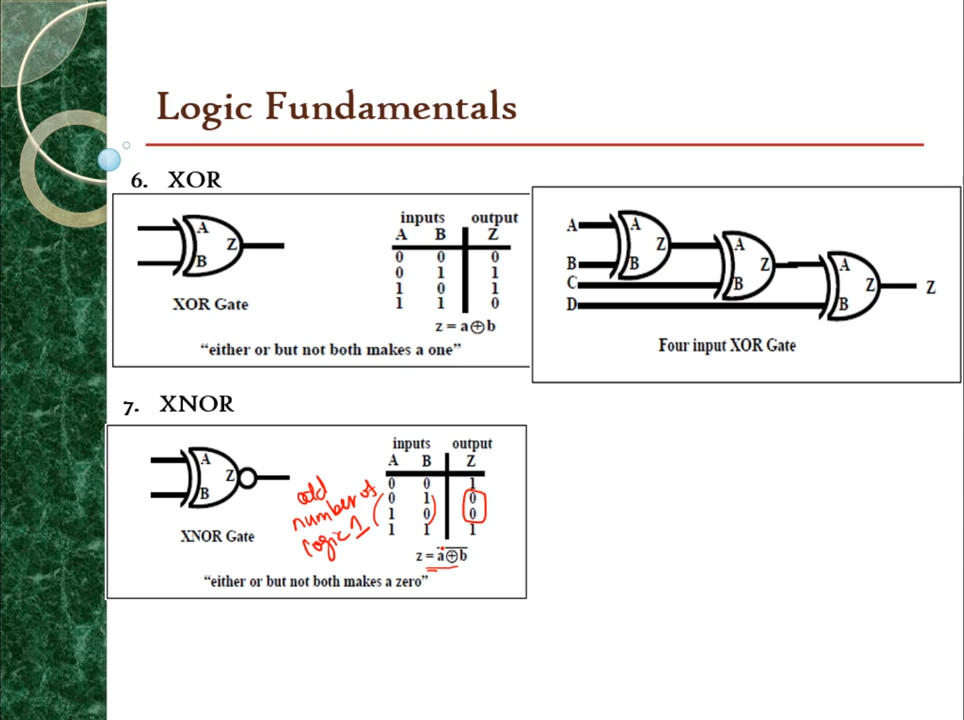 Logic Fundamentals
6. XOR
A
Z
B
XOR Gate
inputs output
A B Z
0 0 0
0 1 1
1 0 1
1 1 0
z = a⊕b
“either or but not both makes a one”
A A
Z A
B B Z A
C B Z Z
D B
Four input XOR Gate
7. XNOR
A
Z
B
XNOR Gate
odd
number of
logic 1
inputs output
A B Z
0 0 1
0 1 0
1 0 0
1 1 1
z = a⊕b
“either or but not both makes a zero”